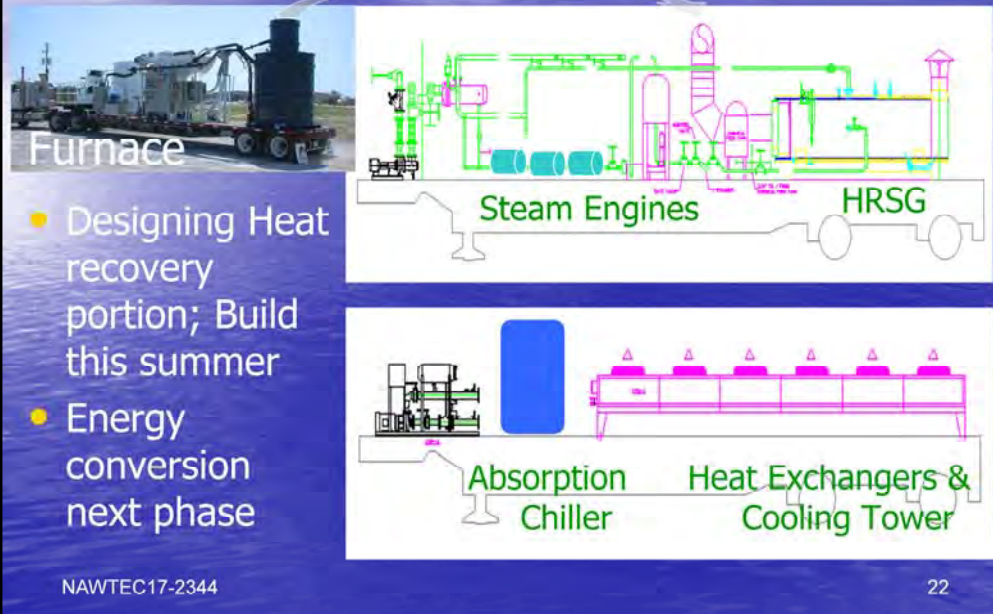 Furnace
• Designing Heat
recovery
portion; Build
this summer
• Energy
conversion
next phase
Steam Engines
HRSG
Absorption
Chiller
Heat Exchangers &
Cooling Tower
NAWTEC17-2344
22